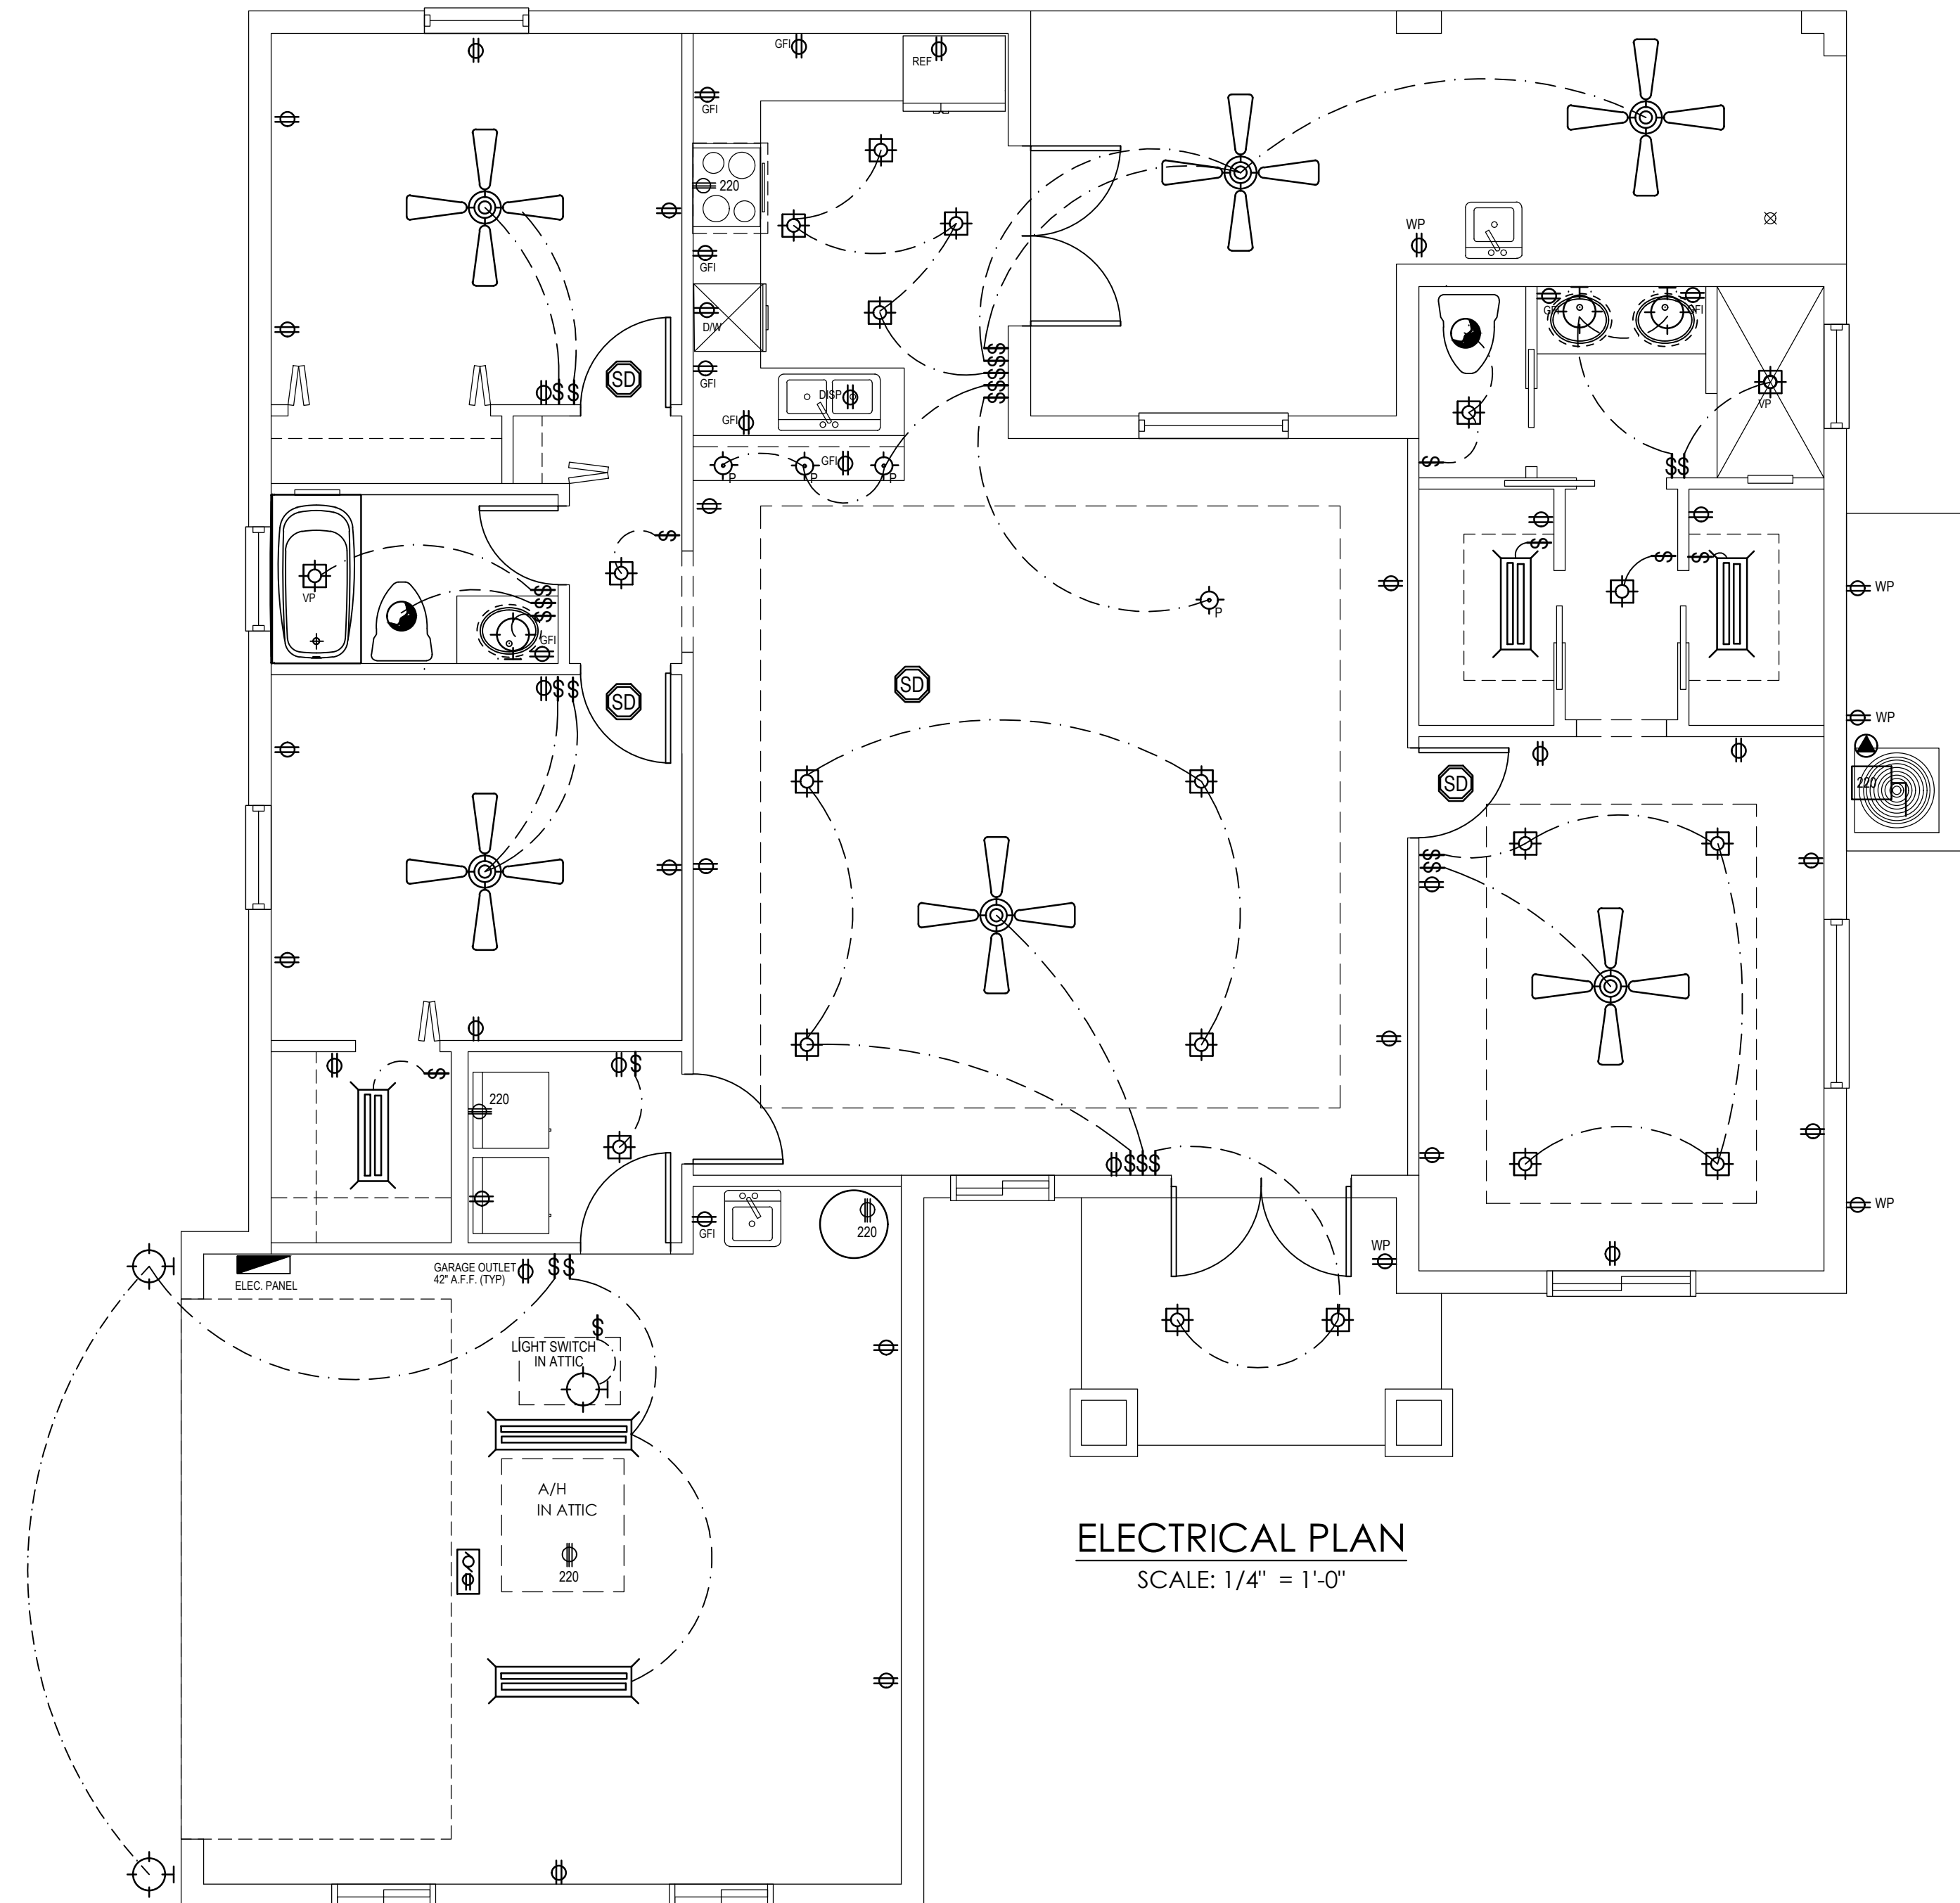 GFI
REF
GFI
220
WP
GFI
D/W
GFI
GFI
SD
$$
$$$$$
DISP
GFI
GFI
P
P
P
VP
$
$$
$
$
$
$
$
VP
$$$
GFI
P
WP
$$
SD
SD
WP
SD
220
$$
$
$
220
$$$
GFI
220
WP
WP
ELEC. PANEL
GARAGE OUTLET
42" A.F.F. (TYP)
$$
$
LIGHT SWITCH
IN ATTIC
A/H
IN ATTIC
220
ELECTRICAL PLAN
SCALE: 1/4" = 1'-0"